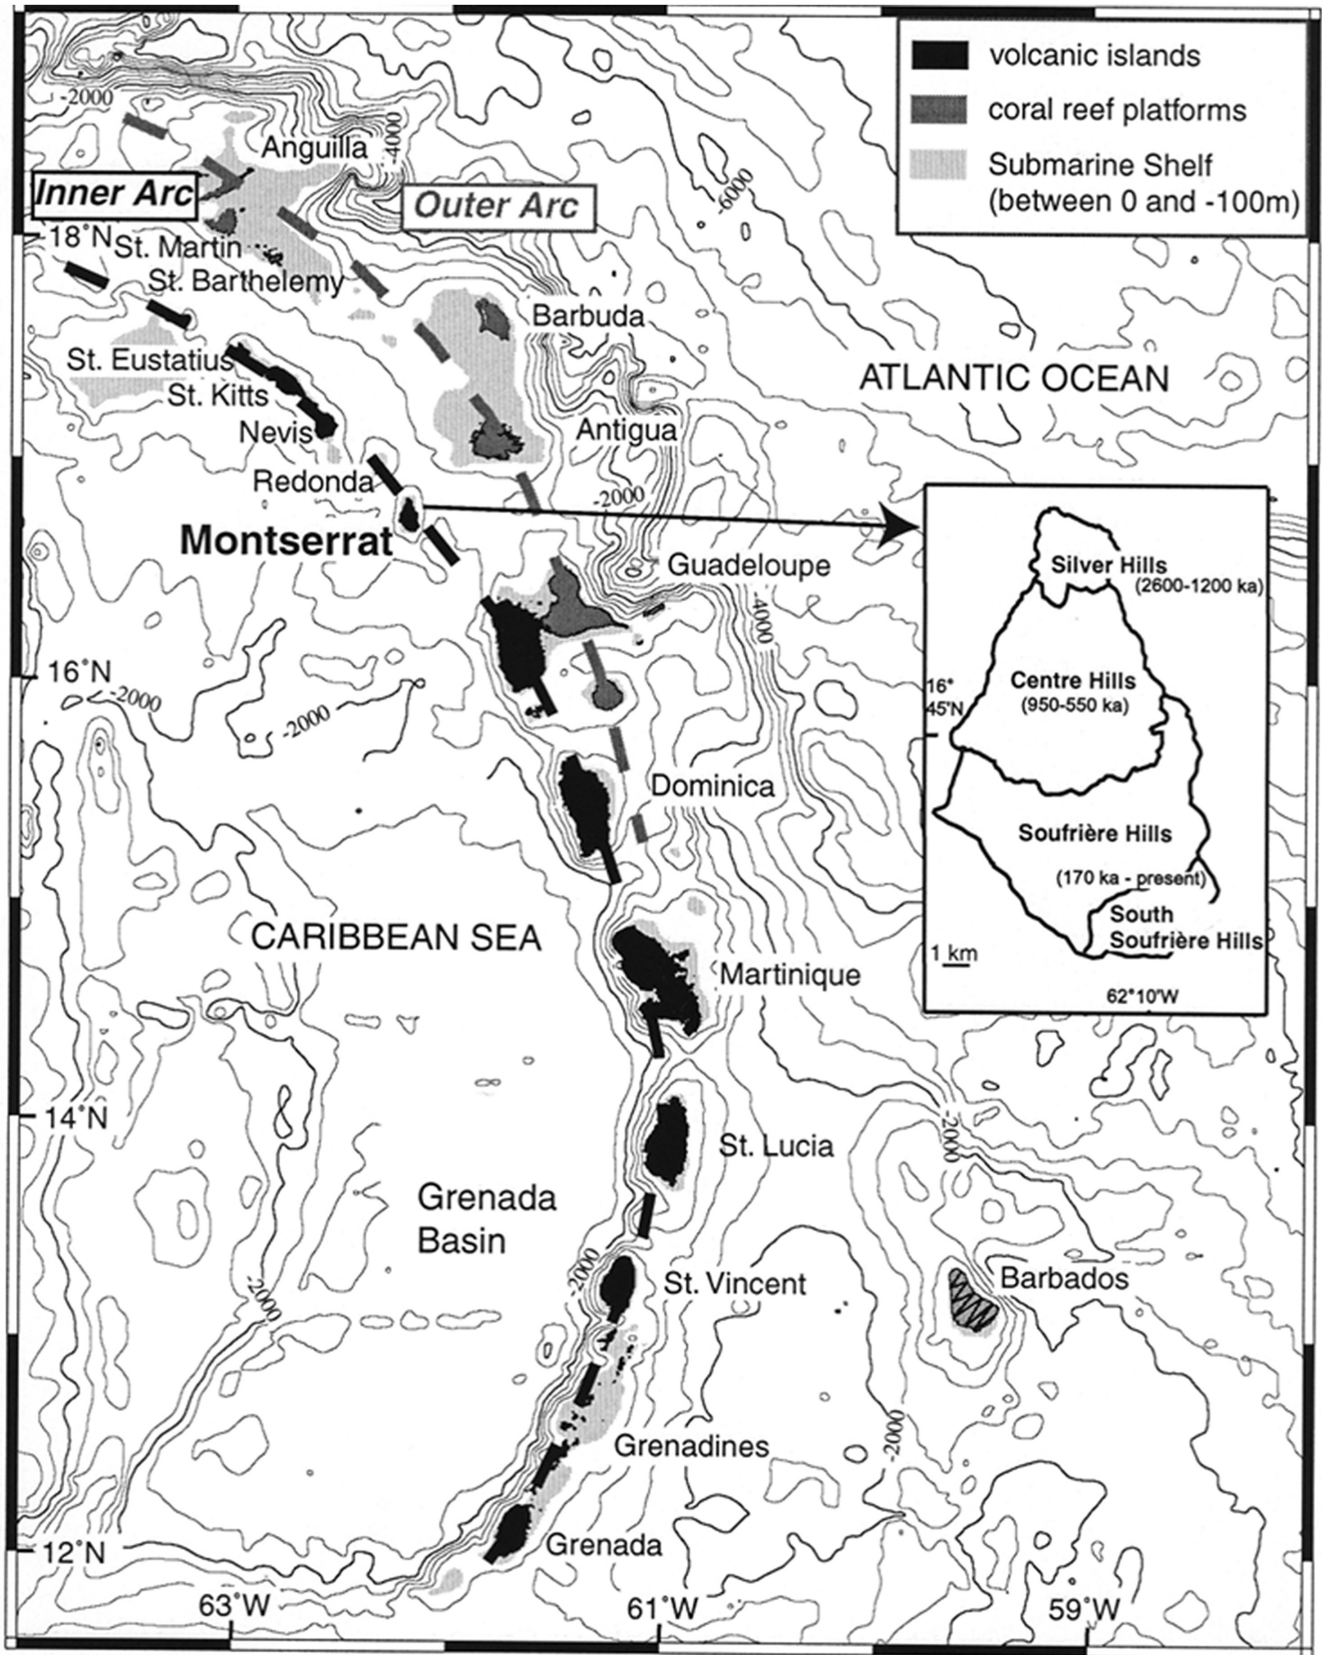 volcanic islands
coral reef platforms
Submarine Shelf
(between 0 and -100m)
-2000
-4000
Anguilla
-6000
Inner Arc
Outer Arc
18°N
St. Martin
St. Barthelemy
Barbuda
St. Eustatius
ATLANTIC OCEAN
St. Kitts
Nevis
Antigua
Redonda
-2000
Montserrat
Guadeloupe
Silver Hills
(2600-1200 ka)
-4000
16°N
-2000
-2000
Centre Hills
(950-550 ka)
16°
45'N
Dominica
Soufrière Hills
(170 ka - present)
South
Soufrière Hills
CARIBBEAN SEA
1 km
Martinique
62°10'W
14°N
-2000
St. Lucia
Grenada
Basin
-2000
St. Vincent
Barbados
-2000
-2000
Grenadines
12°N
Grenada
63°W
61°W
59°W